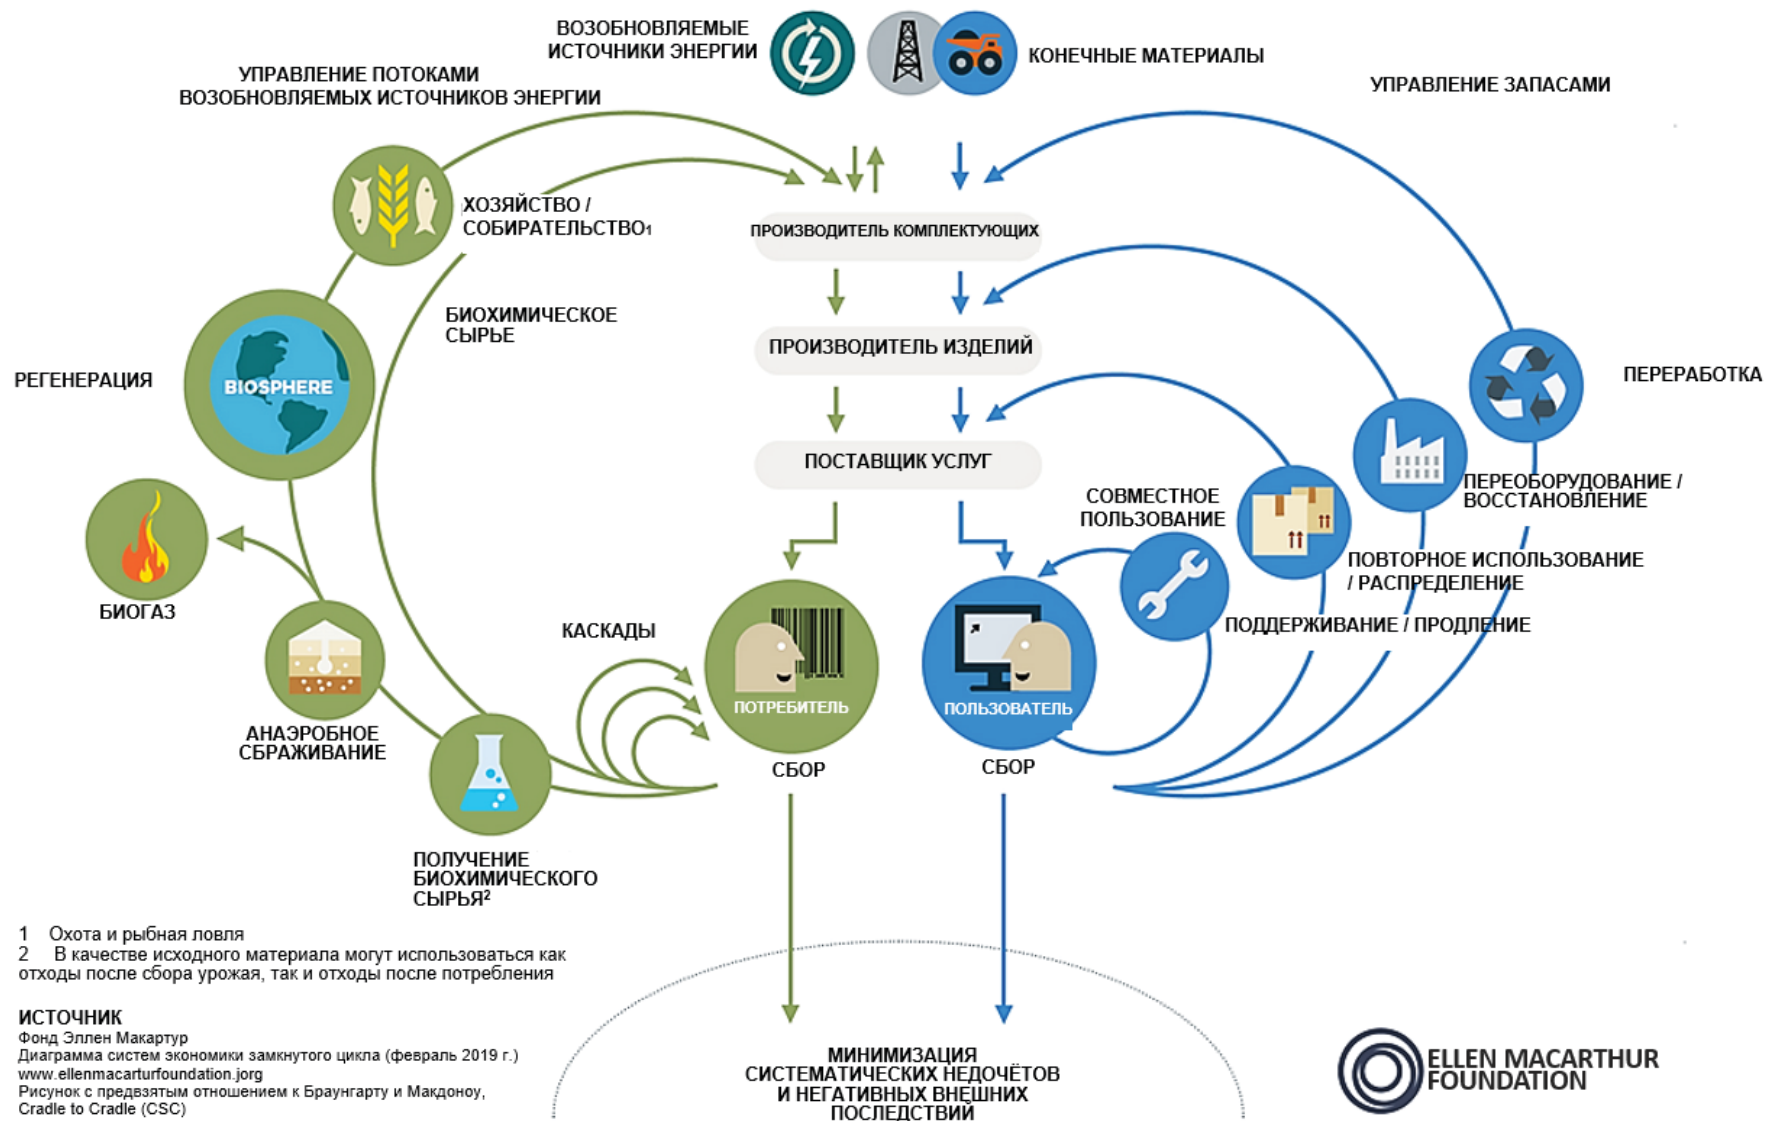 ВОЗОБНОВЛЯЕМЫЕ
ИСТОЧНИКИ ЭНЕРГИИ
КОНЕЧНЫЕ МАТЕРИАЛЫ
УПРАВЛЕНИЕ ПОТОКАМИ
ВОЗОБНОВЛЯЕМЫХ ИСТОЧНИКОВ ЭНЕРГИИ
УПРАВЛЕНИЕ ЗАПАСАМИ
ХОЗЯЙСТВО /
СОБИРАТЕЛЬСТВО1
ПРОИЗВОДИТЕЛЬ КОМПЛЕКТУЮЩИХ
БИОХИМИЧЕСКОЕ
СЫРЬЕ
ПРОИЗВОДИТЕЛЬ ИЗДЕЛИЙ
РЕГЕНЕРАЦИЯ
BIOSPHERE
ПЕРЕРАБОТКА
ПОСТАВЩИК УСЛУГ
ПЕРЕОБОРУДОВАНИЕ /
ВОССТАНОВЛЕНИЕ
СОВМЕСТНОЕ
ПОЛЬЗОВАНИЕ
ПОВТОРНОЕ ИСПОЛЬЗОВАНИЕ
/ РАСПРЕДЕЛЕНИЕ
БИОГАЗ
КАСКАДЫ
ПОДДЕРЖИВАНИЕ / ПРОДЛЕНИЕ
ПОТРЕБИТЕЛЬ
ПОЛЬЗОВАТЕЛЬ
АНАЭРОБНОЕ
СБРАЖИВАНИЕ
СБОР
СБОР
ПОЛУЧЕНИЕ
БИОХИМИЧЕСКОГО
СЫРЬЯ2
1 Охота и рыбная ловля
2 В качестве исходного материала могут использоваться как
отходы после сбора урожая, так и отходы после потребления
ИСТОЧНИК
Фонд Эллен Макартур
Диаграмма систем экономики замкнутого цикла (февраль 2019 г.)
www.ellenmacarturfoundation.jorg
Рисунок с предвзятым отношением к Браунгарту и Макдоноу,
Cradle to Cradle (CSC)
МИНИМИЗАЦИЯ
СИСТЕМАТИЧЕСКИХ НЕДОЧЁТОВ
И НЕГАТИВНЫХ ВНЕШНИХ
ПОСЛЕДСТВИЙ
ELLEN MACARTHUR
FOUNDATION